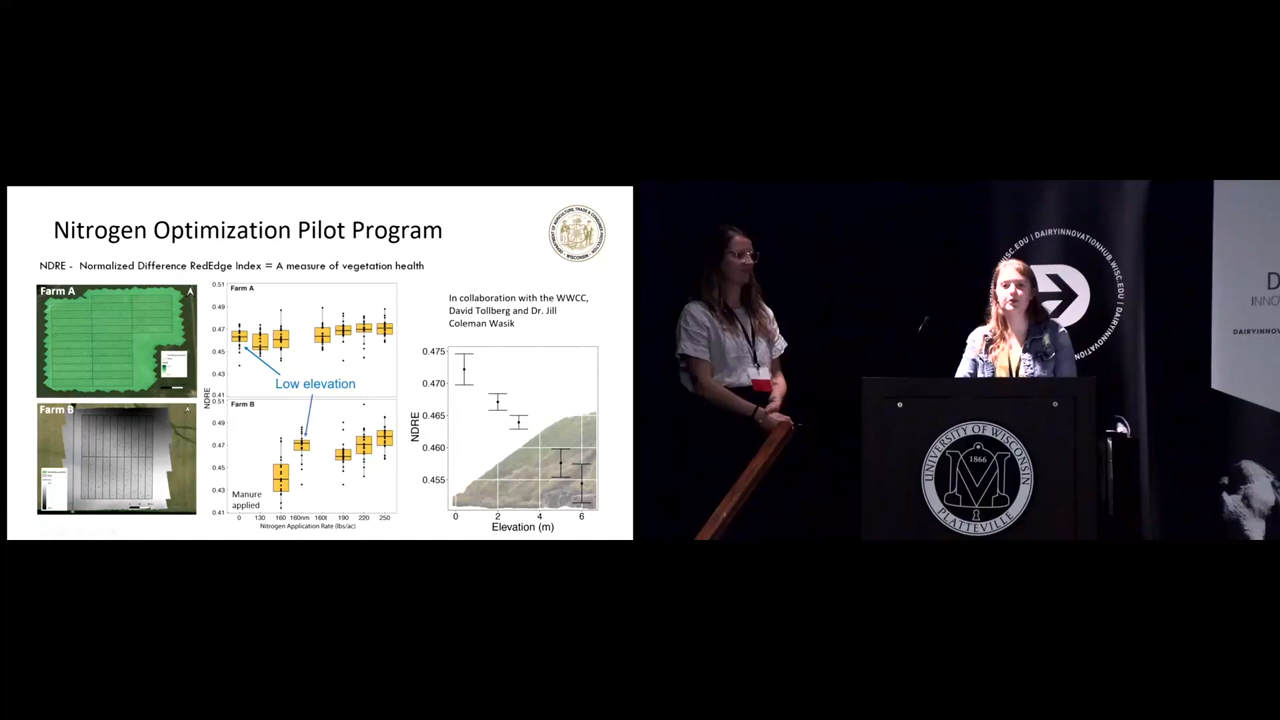 Nitrogen Optimization Pilot Program
NDRE - Normalized Difference RedEdge Index = A measure of vegetation health
Farm A
Farm B
Farm A
0.51
0.49
0.47
0.45
0.43
0.41
Low elevation
NDRE
Farm B
0.51
0.49
0.47
0.45
0.43
0.41
Manure
applied
0 130 160 160nm 160t 190 220 250
Nitrogen Application Rate (lbs/ac)
In collaboration with the WWCC,
David Tollberg and Dr. Jill
Coleman Wasik
0.475
0.470
0.465
0.460
0.455
NDRE
0 2 4 6
Elevation (m)
WISC.EDU | DAIRYINNOVATIONHUB.WISC.EDU | DAIRYINNOVATION
UNIVERSITY OF WISCONSIN
1866
M
PLATTEVILLE
D
INNO
DAIRYINNOV